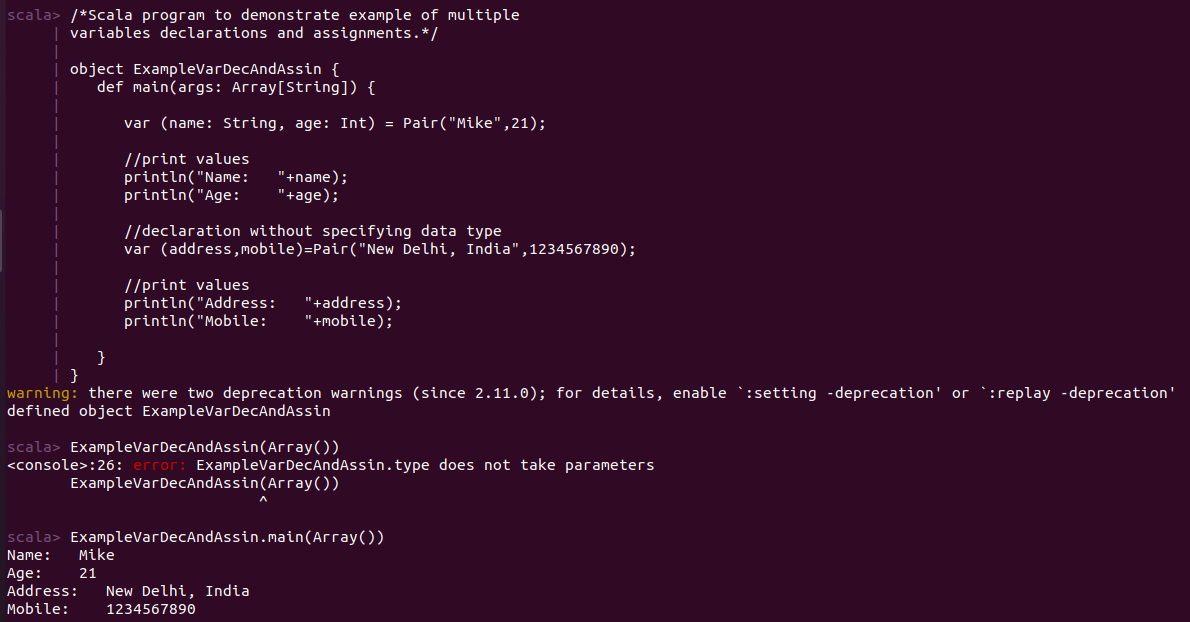 scala> /*Scala program to demonstrate example of multiple
     | variables declarations and assignments.*/
     |
     | object ExampleVarDecAndAssin {
     |    def main(args: Array[String]) {
     |
     |       var (name: String, age: Int) = Pair("Mike",21);
     |
     |       //print values
     |       println("Name:   "+name);
     |       println("Age:    "+age);
     |
     |       //declaration without specifying data type
     |       var (address,mobile)=Pair("New Delhi, India",1234567890);
     |
     |       //print values
     |       println("Address:   "+address);
     |       println("Mobile:    "+mobile);
     |
     |    }
     | }
warning: there were two deprecation warnings (since 2.11.0); for details, enable `:setting -deprecation' or `:replay -deprecation'
defined object ExampleVarDecAndAssin

scala> ExampleVarDecAndAssin(Array())
<console>:26: error: ExampleVarDecAndAssin.type does not take parameters
       ExampleVarDecAndAssin(Array())
                            ^

scala> ExampleVarDecAndAssin.main(Array())
Name:   Mike
Age:    21
Address:   New Delhi, India
Mobile:    1234567890